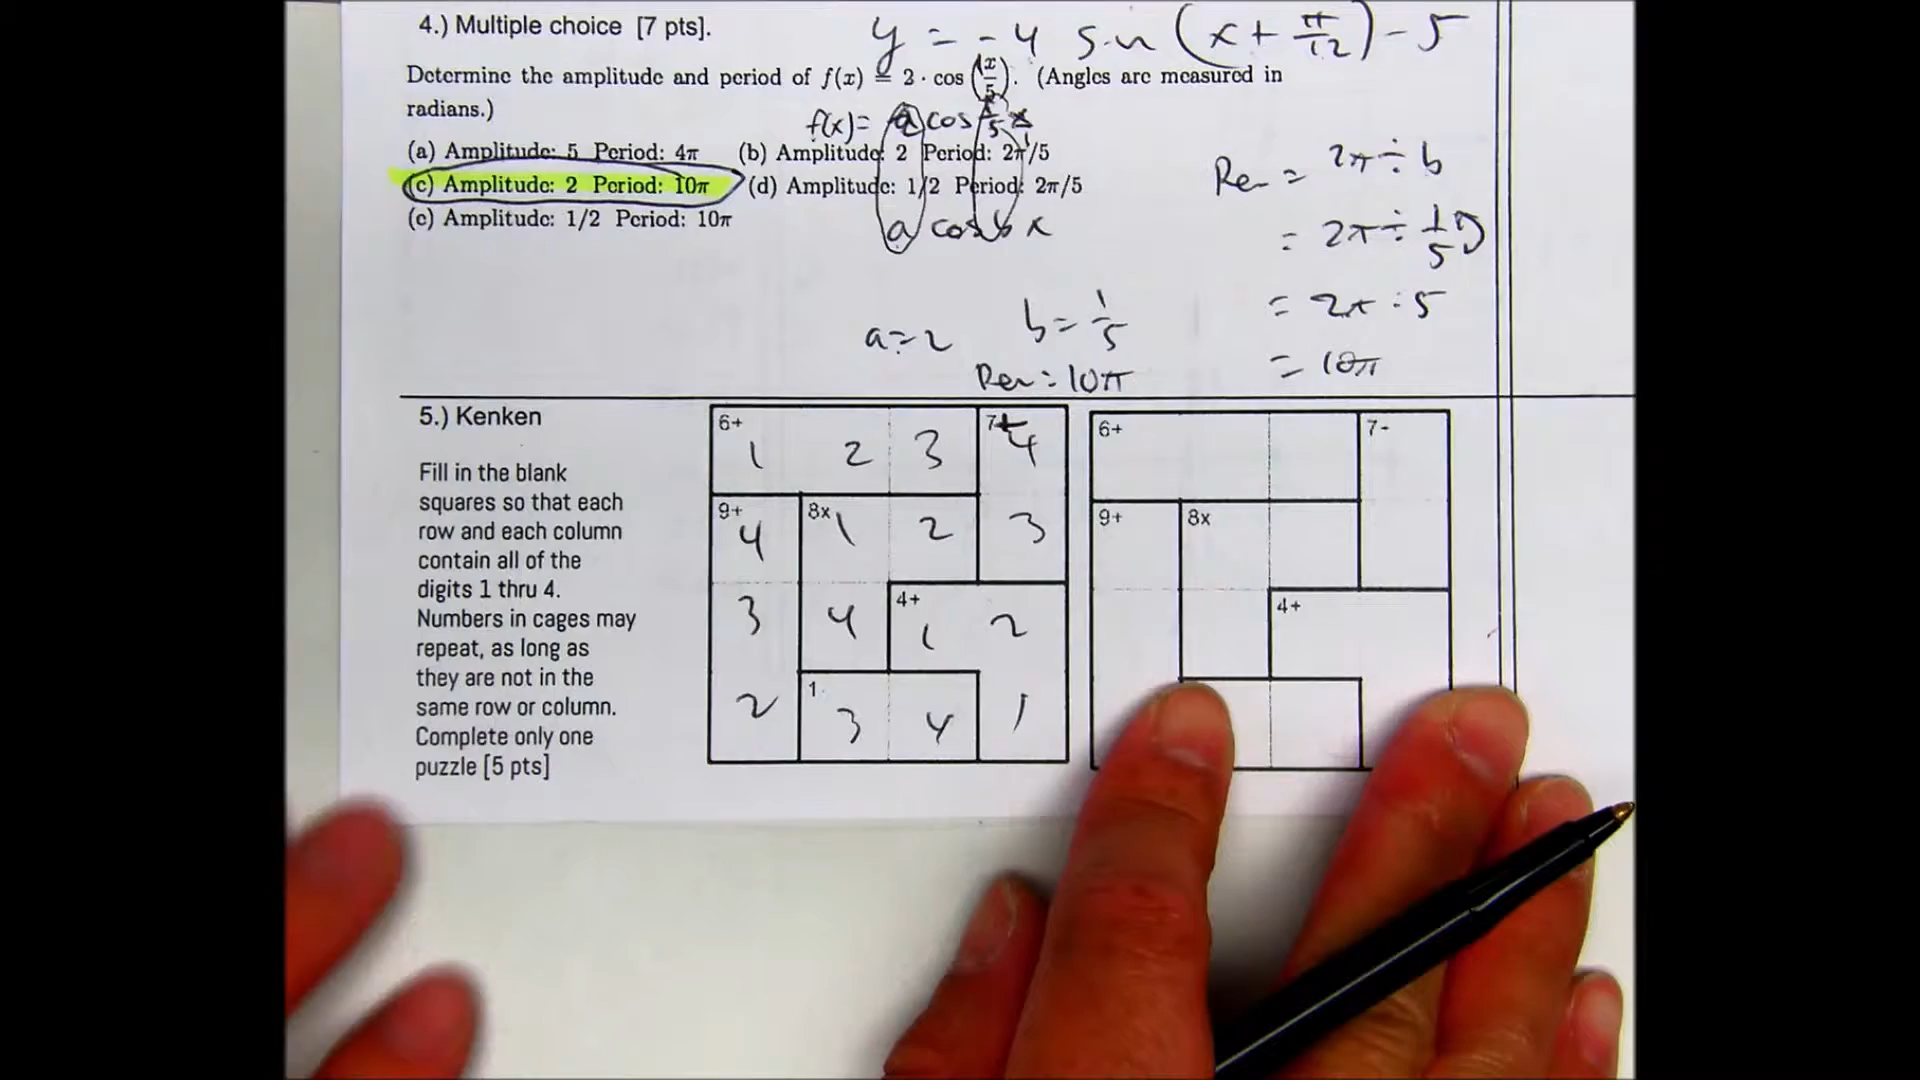 4.) Multiple choice [7 pts].
y = -4 sin (x + π/12) - 5
Determine the amplitude and period of f(x) = 2 · cos (x/5). (Angles are measured in
radians.)
f(x) = a cos 1/5 x
(a) Amplitude: 5 Period: 4π (b) Amplitude: 2 Period: 2π/5
(c) Amplitude: 2 Period: 10π (d) Amplitude: 1/2 Period: 2π/5
(e) Amplitude: 1/2 Period: 10π
a cos b x
Per = 2π ÷ b
= 2π ÷ 1/5
= 2π · 5
= 10π
a = 2 b = 1/5
Per = 10π
5.) Kenken
Fill in the blank
squares so that each
row and each column
contain all of the
digits 1 thru 4.
Numbers in cages may
repeat, as long as
they are not in the
same row or column.
Complete only one
puzzle [5 pts]
6+ 7+
1 2 3 4
9+ 8x
4 1 2 3
4+
3 4 1 2
1-
2 3 4 1
6+ 7-
9+ 8x
4+